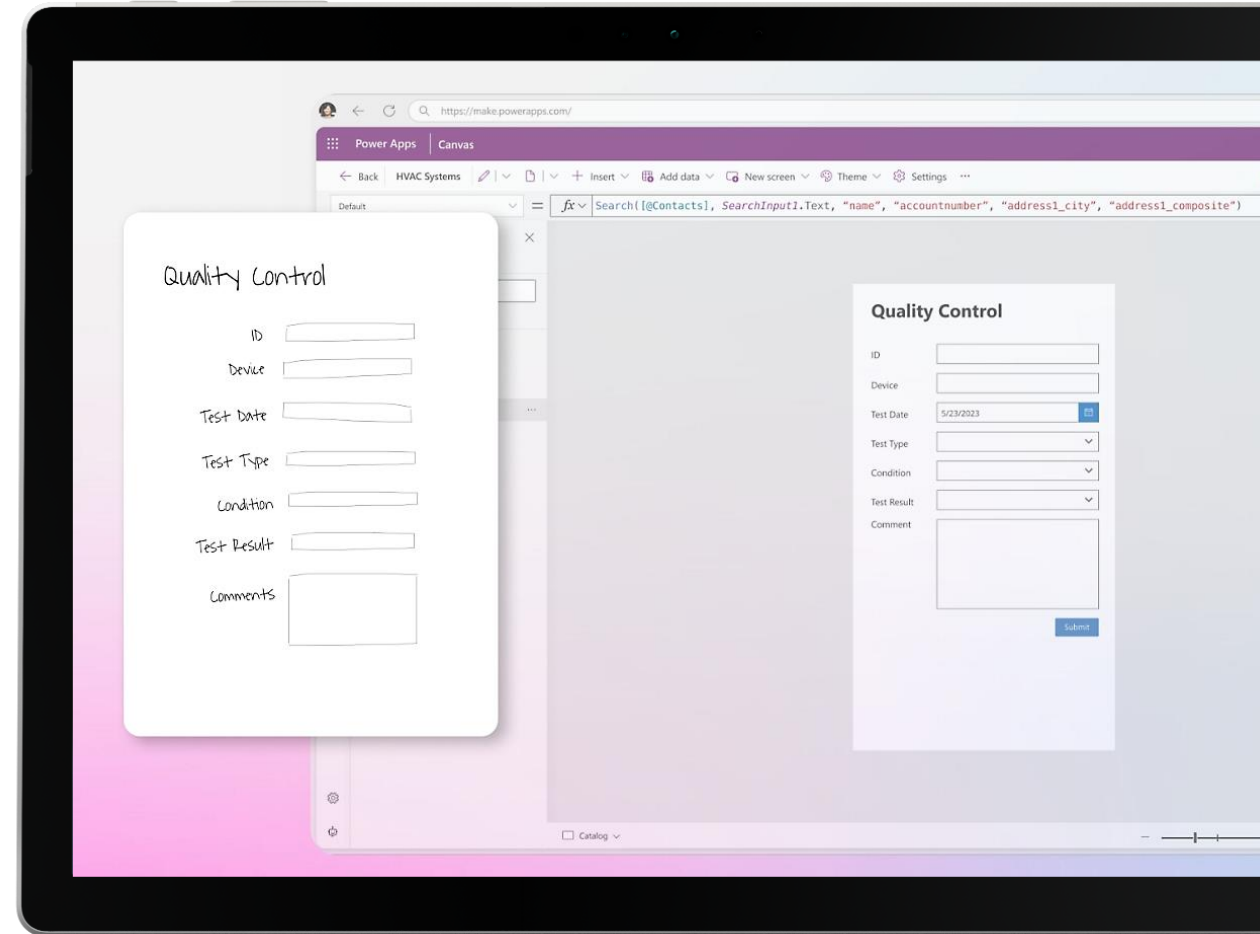 https://make.powerapps.com/
Power Apps Canvas
Back HVAC Systems Insert Add data New screen Theme Settings ...
Default = fx Search([@Contacts], SearchInput1.Text, “name”, “accountnumber”, “address1_city”, “address1_composite”)
Quality Control
ID
Device
Test Date
Test Type
Condition
Test Result
Comments
Quality Control
ID
Device
Test Date 5/23/2023
Test Type
Condition
Test Result
Comment
Submit
Catalog